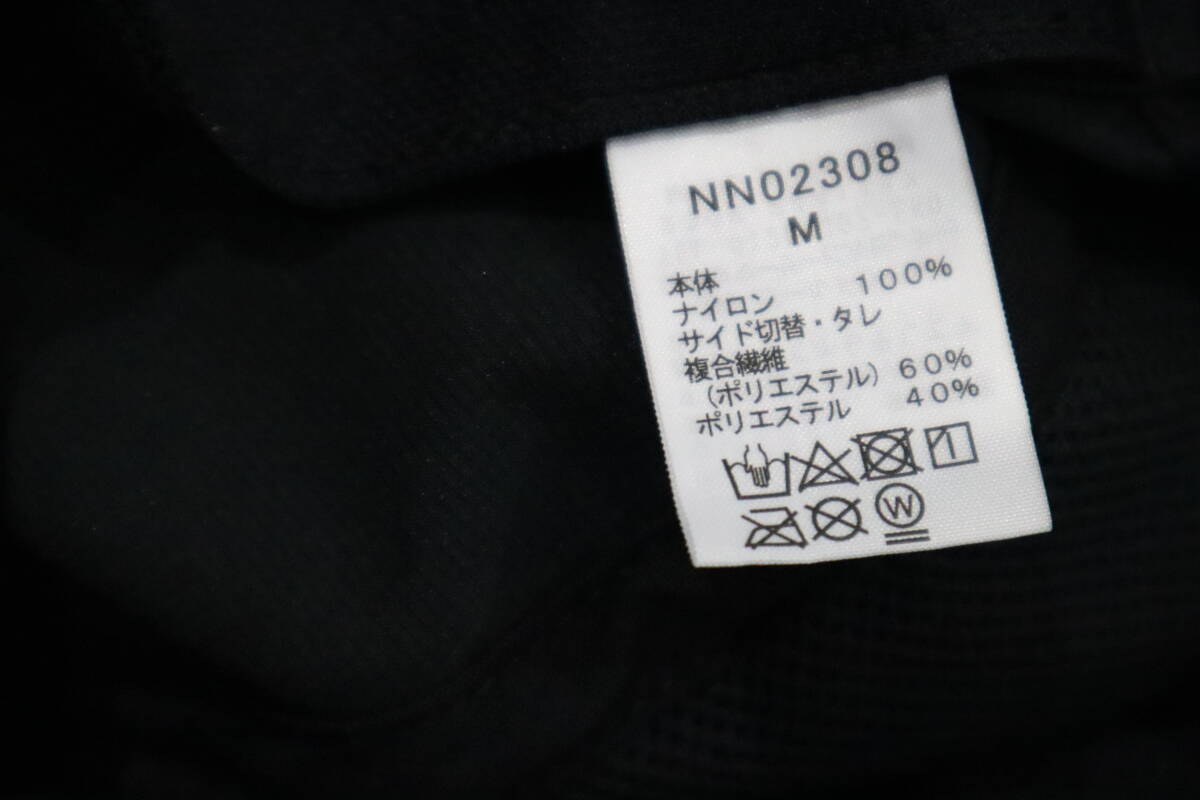 NN02308
M
本体
ナイロン 100%
サイド切替・タレ
複合繊維
(ポリエステル) 60%
ポリエステル 40%
W